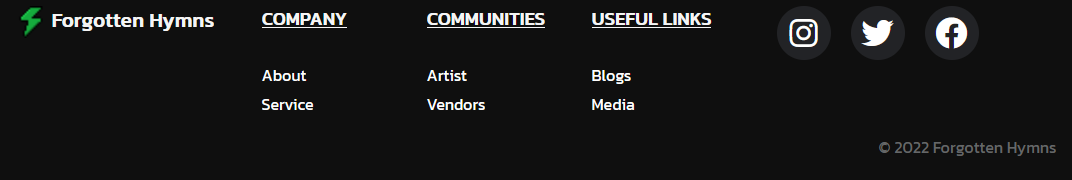 Forgotten Hymns
COMPANY
About
Service
COMMUNITIES
Artist
Vendors
USEFUL LINKS
Blogs
Media
© 2022 Forgotten Hymns